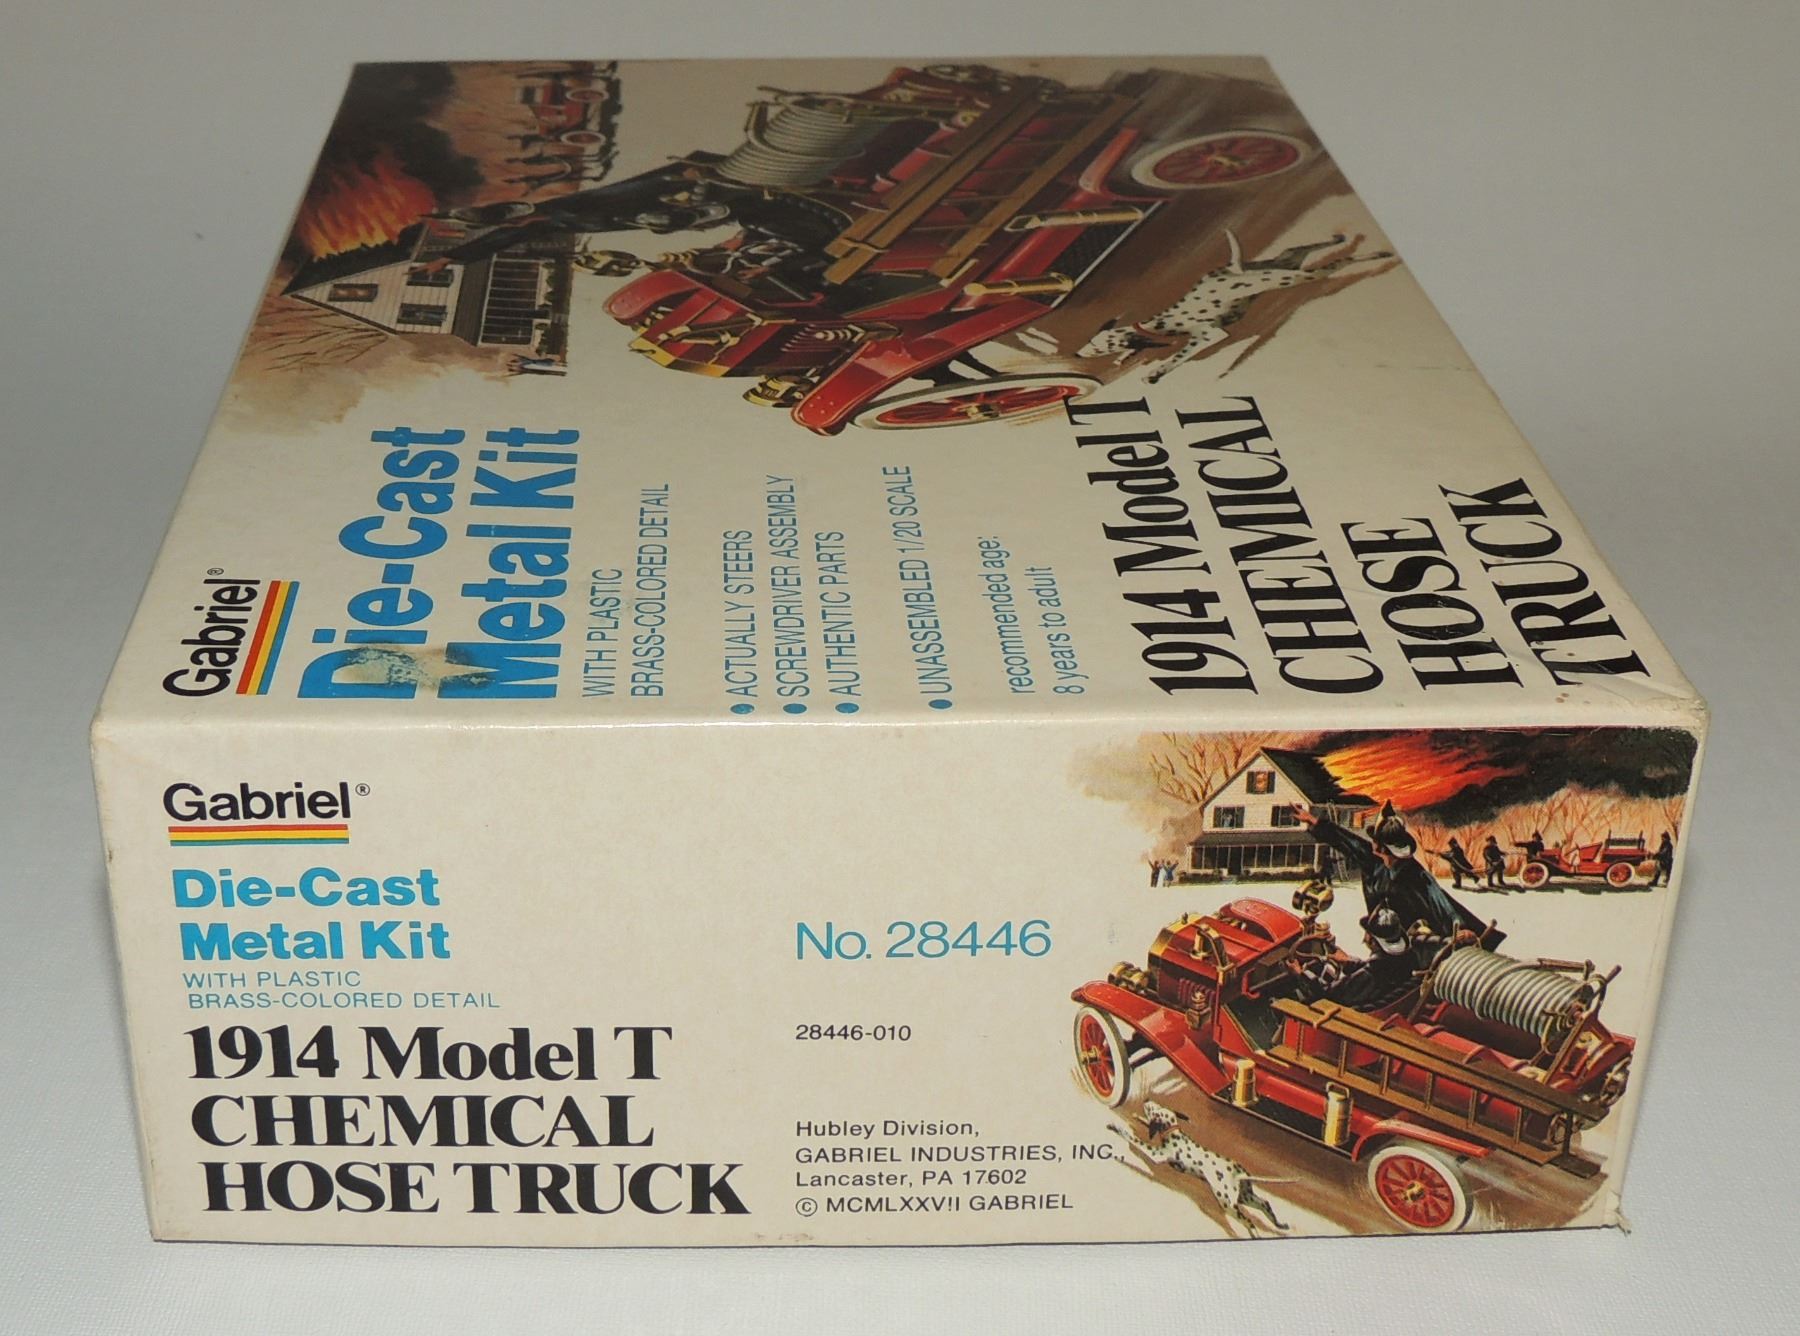 Gabriel®
Die-Cast
Metal Kit
WITH PLASTIC
BRASS-COLORED DETAIL
• ACTUALLY STEERS
• SCREWDRIVER ASSEMBLY
• AUTHENTIC PARTS
• UNASSEMBLED 1/20 SCALE
recommended age:
8 years to adult
1914 Model T
CHEMICAL
HOSE
TRUCK
Gabriel®
Die-Cast
Metal Kit
WITH PLASTIC
BRASS-COLORED DETAIL
1914 Model T
CHEMICAL
HOSE TRUCK
No. 28446
28446-010
Hubley Division,
GABRIEL INDUSTRIES, INC.,
Lancaster, PA 17602
© MCMLXXVII GABRIEL